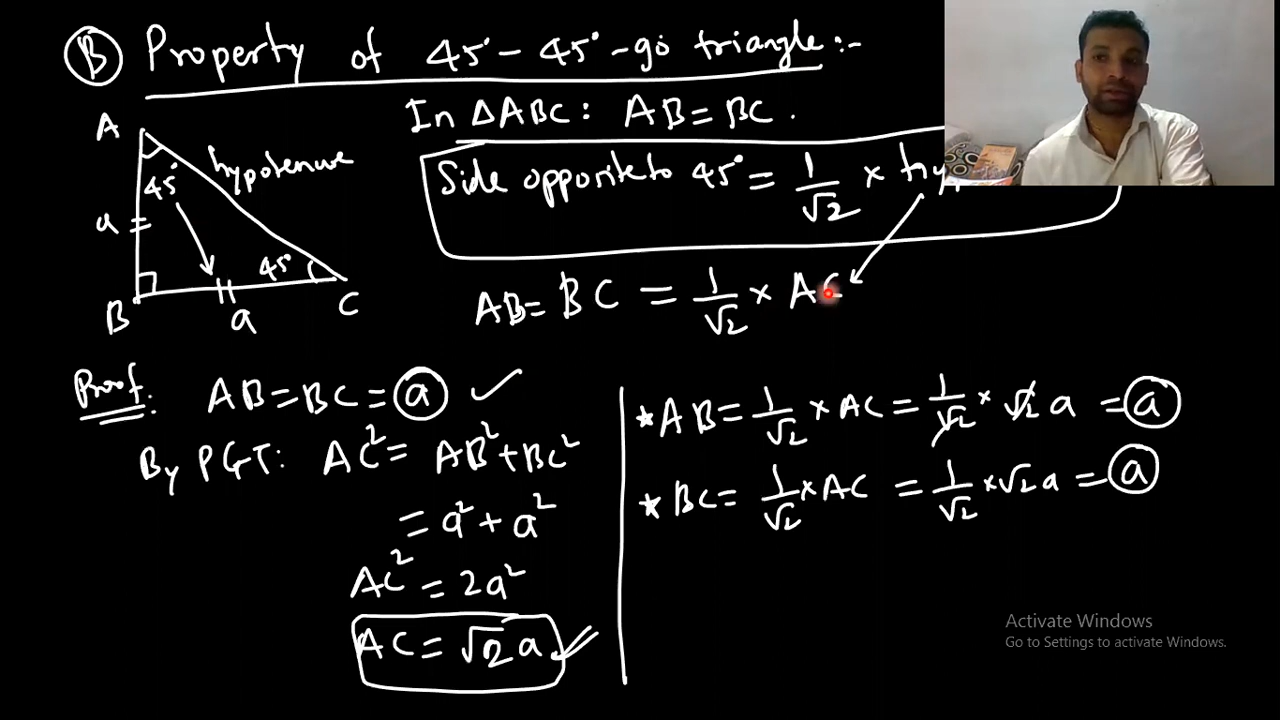 B Property of 45°-45°-90° triangle:-
In △ABC: AB=BC.
A
hypotenuse
45°
a
45°
B
a
C
Side opposite to 45° = 1/√2 × hy
AB = BC = 1/√2 × AC
Proof: AB=BC=a ✓
By PGT: AC² = AB²+BC²
= a²+a²
AC² = 2a²
AC = √2 a
*AB = 1/√2 × AC = 1/√2 × √2 a = a
*BC = 1/√2 × AC = 1/√2 × √2 a = a
Activate Windows
Go to Settings to activate Windows.